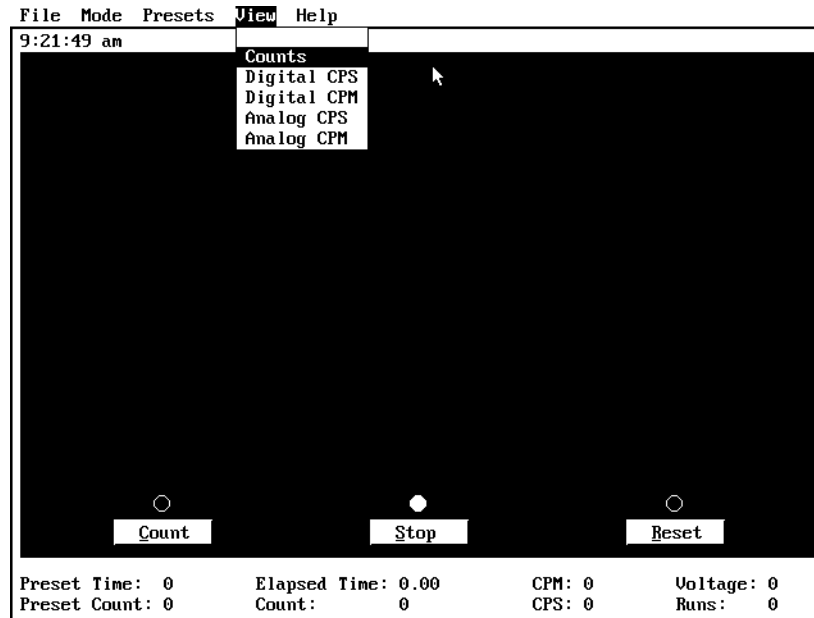 File Mode Presets View Help
9:21:49 am
Counts
Digital CPS
Digital CPM
Analog CPS
Analog CPM
Count Stop Reset
Preset Time: 0 Elapsed Time: 0.00 CPM: 0 Voltage: 0
Preset Count: 0 Count: 0 CPS: 0 Runs: 0